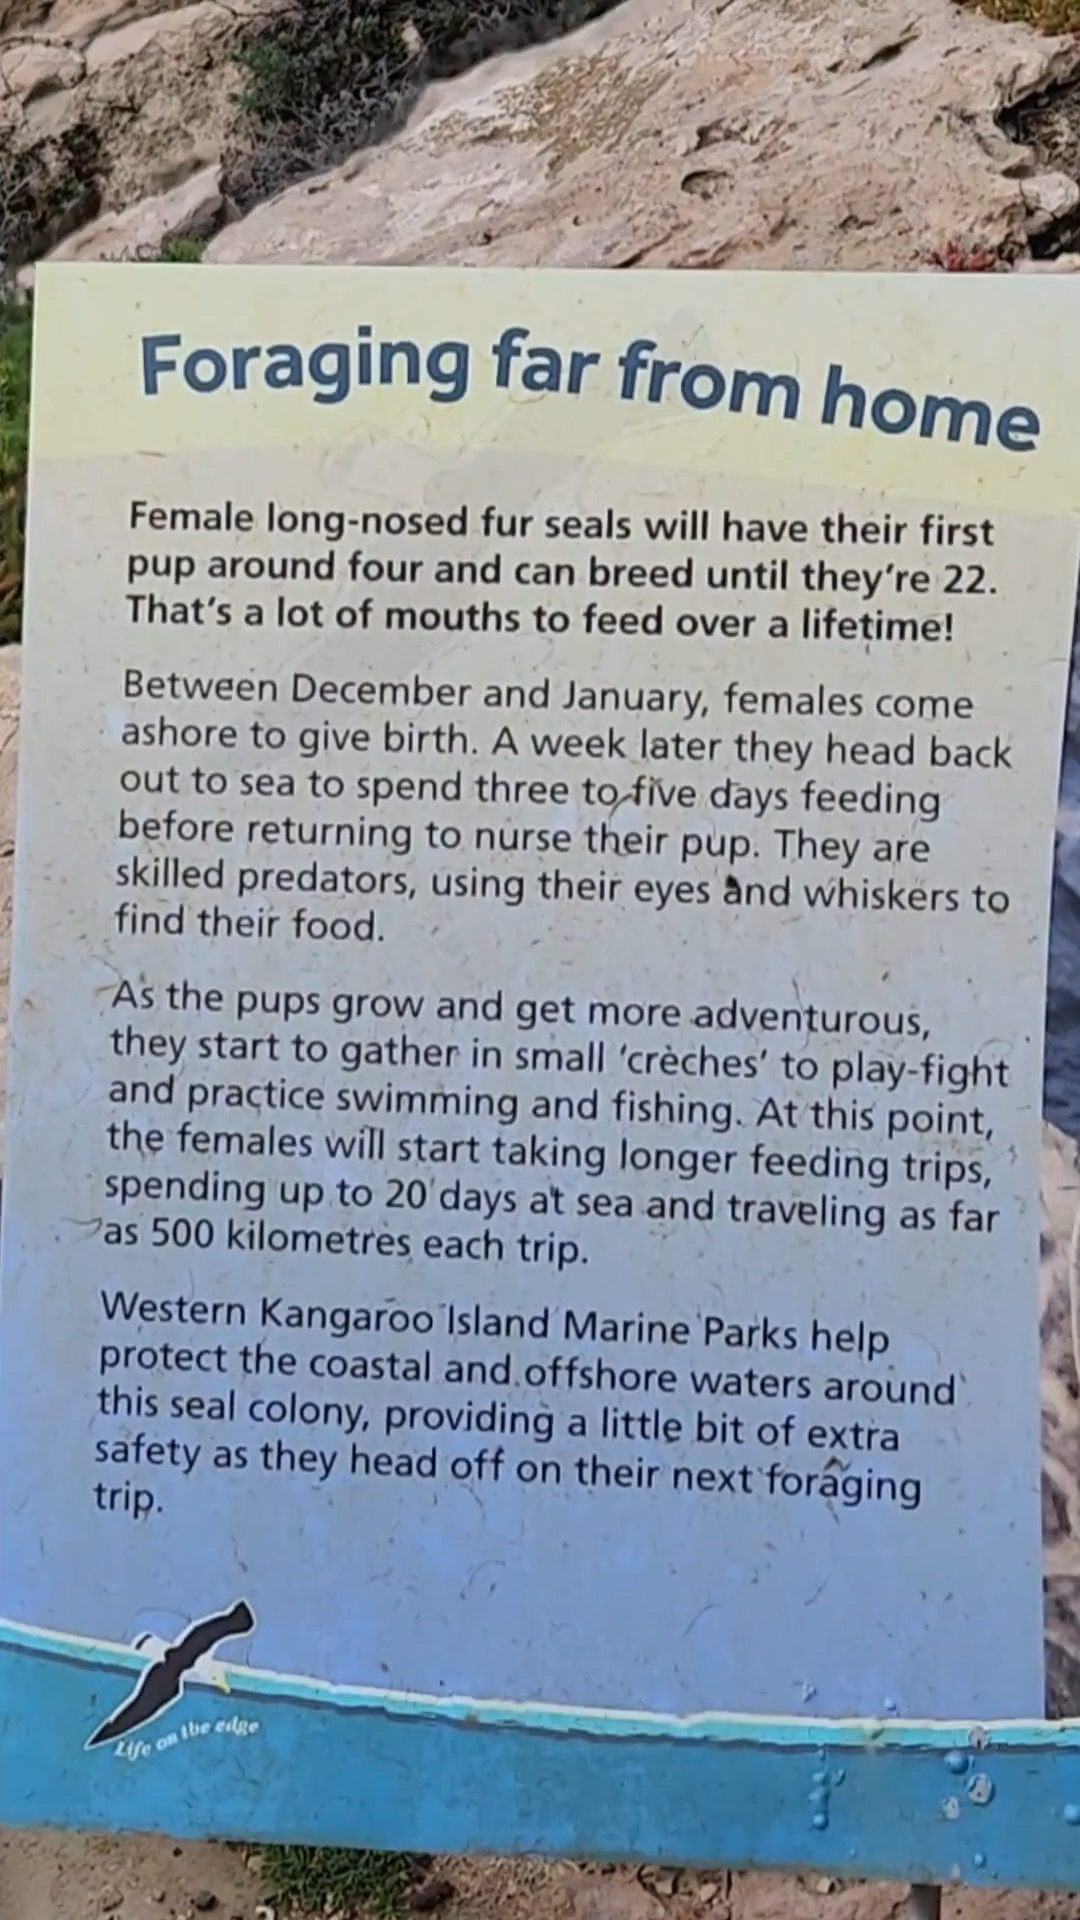 Foraging far from home
Female long-nosed fur seals will have their first
pup around four and can breed until they're 22.
That's a lot of mouths to feed over a lifetime!
Between December and January, females come
ashore to give birth. A week later they head back
out to sea to spend three to five days feeding
before returning to nurse their pup. They are
skilled predators, using their eyes and whiskers to
find their food.
As the pups grow and get more adventurous,
they start to gather in small 'crèches' to play-fight
and practice swimming and fishing. At this point,
the females will start taking longer feeding trips,
spending up to 20 days at sea and traveling as far
as 500 kilometres each trip.
Western Kangaroo Island Marine Parks help
protect the coastal and offshore waters around
this seal colony, providing a little bit of extra
safety as they head off on their next foraging
trip.
Life on the edge